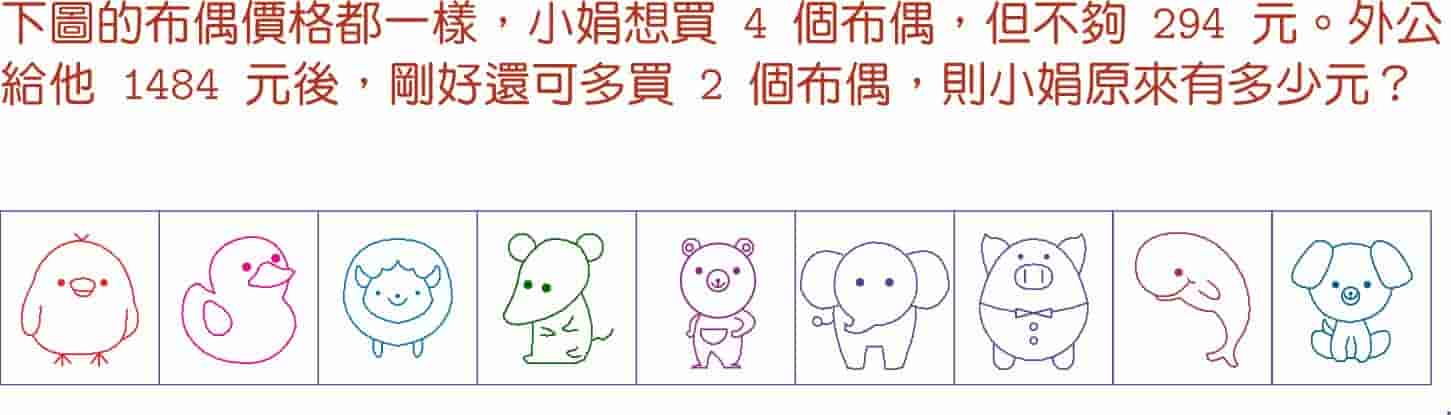 下圖的布偶價格都一樣，小娟想買 4 個布偶，但不夠 294 元。外公
給他 1484 元後，剛好還可多買 2 個布偶，則小娟原來有多少元？